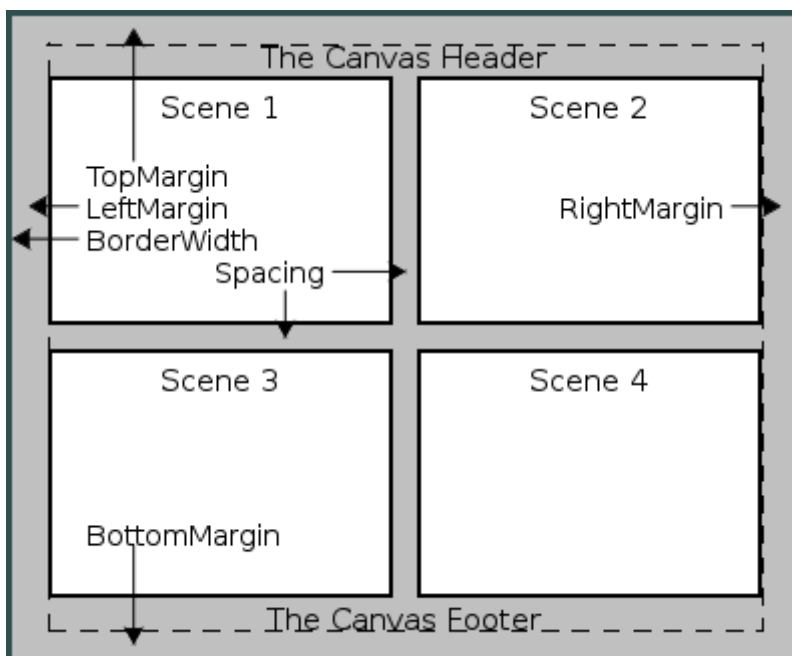 The Canvas Header
Scene 1
Scene 2
TopMargin
LeftMargin
RightMargin
BorderWidth
Spacing
Scene 3
Scene 4
BottomMargin
The Canvas Footer